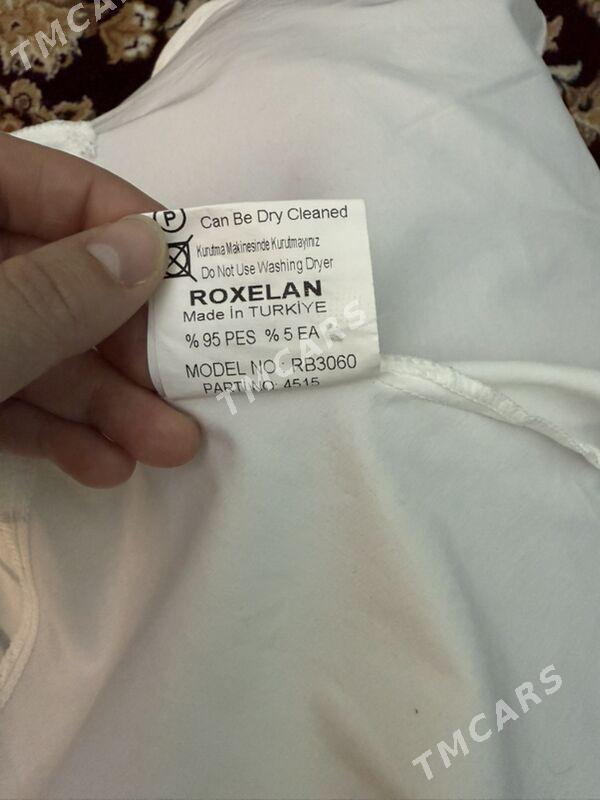 TMCARS
P
Can Be Dry Cleaned
Kurutma Makinesinde Kurutmayınız
Do Not Use Washing Dryer
ROXELAN
Made İn TURKİYE
% 95 PES % 5 EA
MODEL NO : RB3060
PART NO: 4515
TMCARS
TMCARS